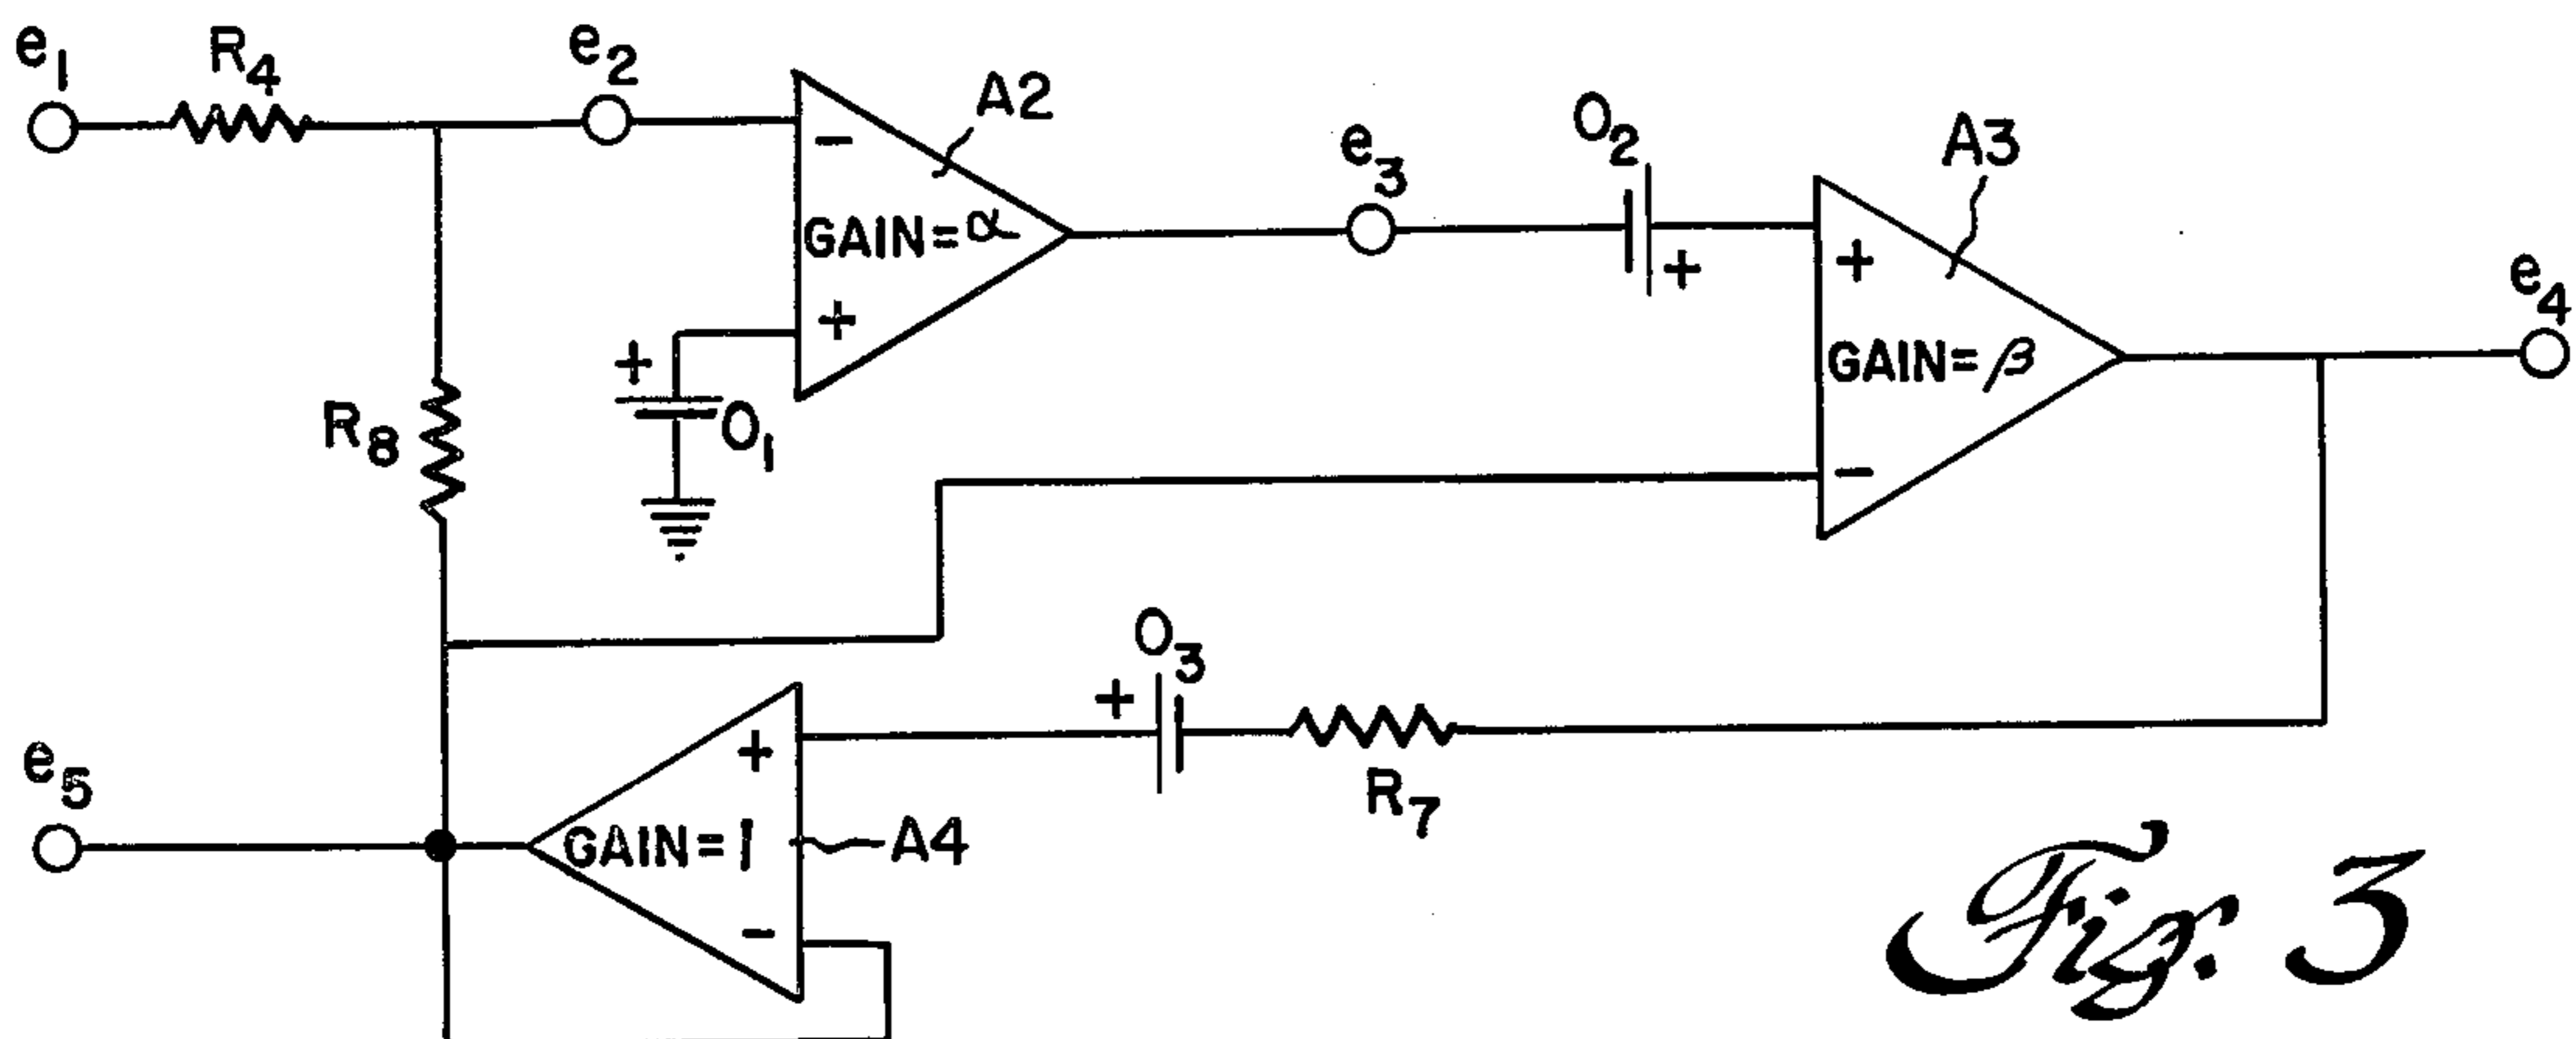 e1
R4
e2
A2
e3
O2
A3
e4
−
GAIN=α
+
+
GAIN=β
−
R8
+
O1
e5
GAIN=1
+
−
A4
+
O3
R7
+
Fig. 3